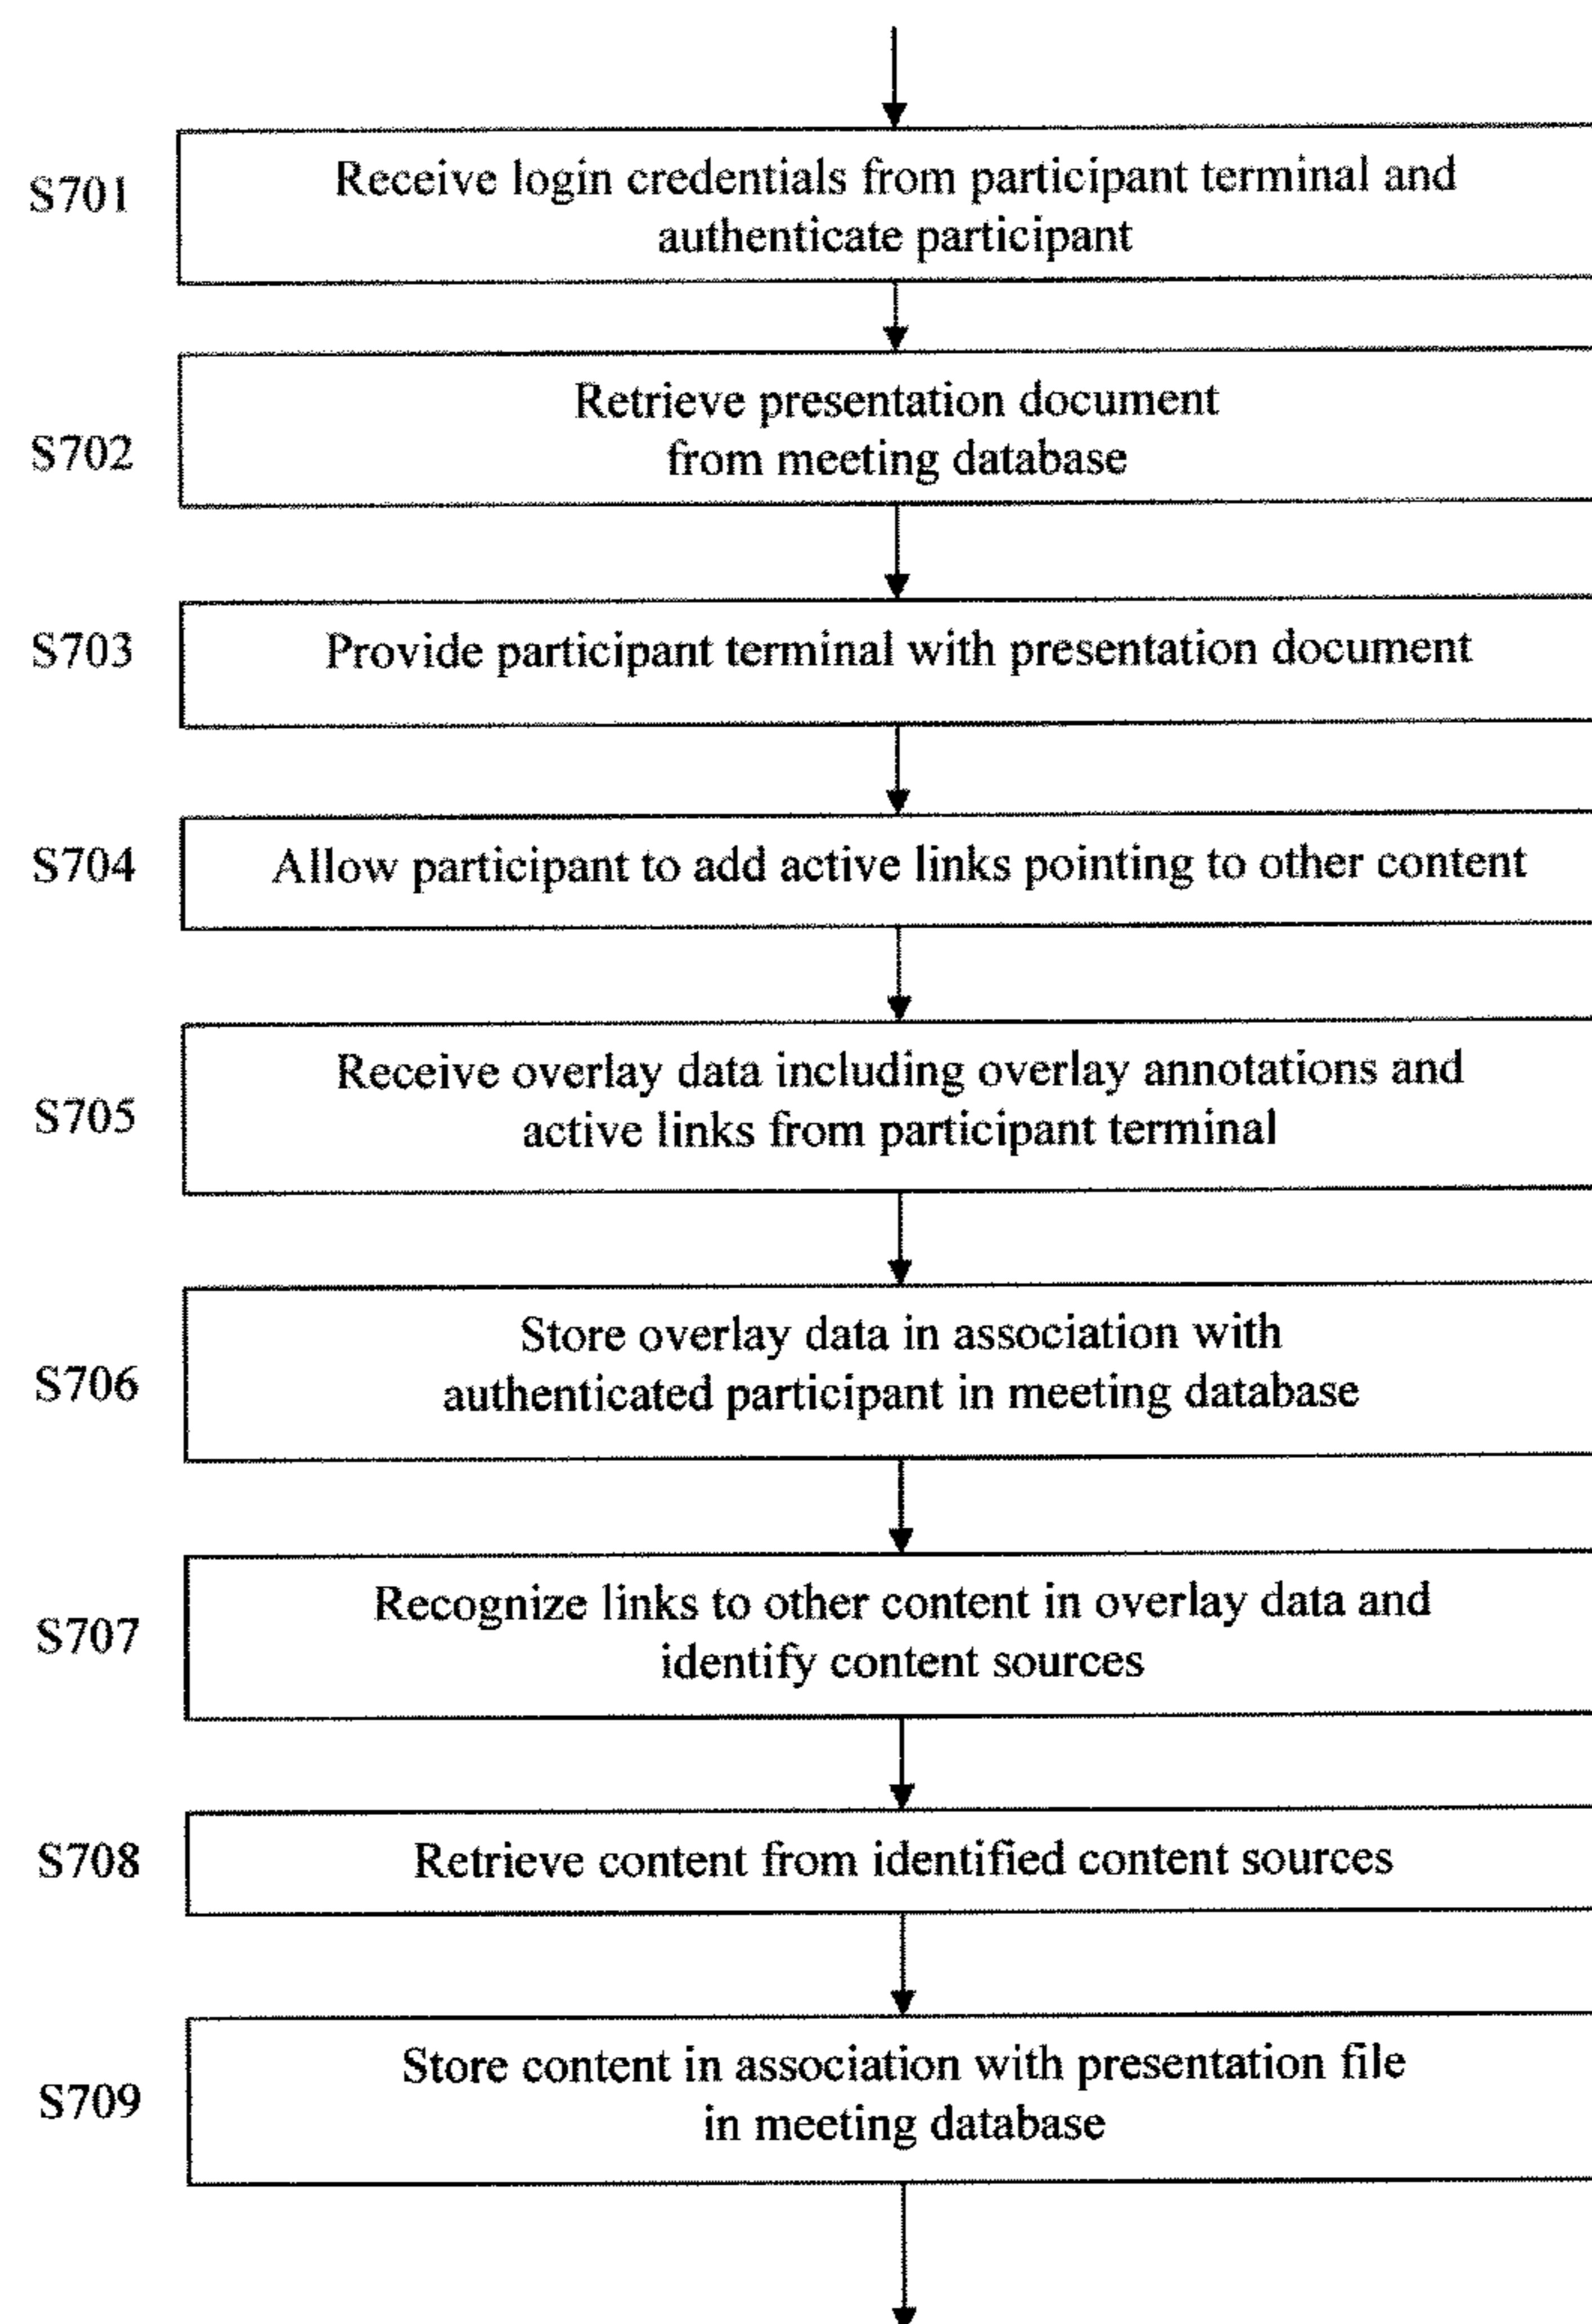 S701
Receive login credentials from participant terminal and
authenticate participant
S702
Retrieve presentation document
from meeting database
S703
Provide participant terminal with presentation document
S704
Allow participant to add active links pointing to other content
S705
Receive overlay data including overlay annotations and
active links from participant terminal
S706
Store overlay data in association with
authenticated participant in meeting database
S707
Recognize links to other content in overlay data and
identify content sources
S708
Retrieve content from identified content sources
S709
Store content in association with presentation file
in meeting database